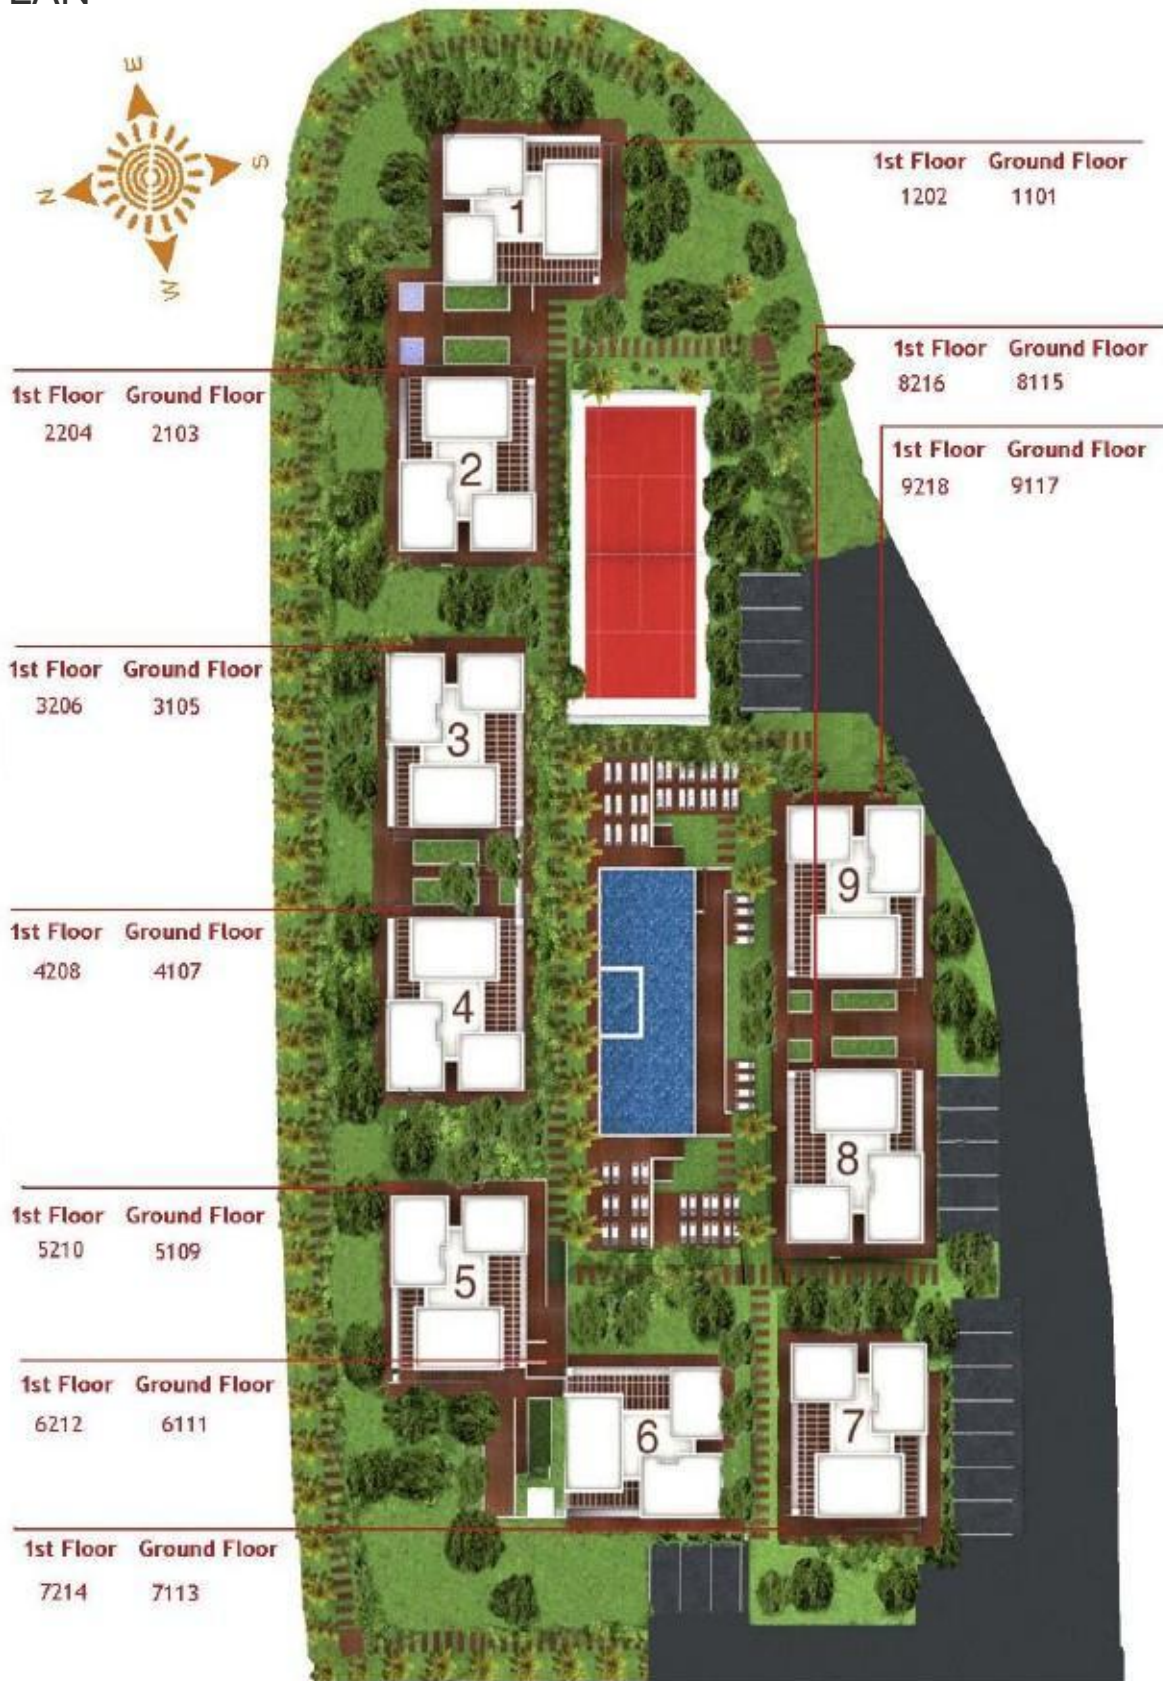 E
S
N
W
1st Floor Ground Floor
1202 1101
1
1st Floor Ground Floor
8216 8115
1st Floor Ground Floor
2204 2103
1st Floor Ground Floor
9218 9117
2
1st Floor Ground Floor
3206 3105
3
9
1st Floor Ground Floor
4208 4107
4
8
1st Floor Ground Floor
5210 5109
5
1st Floor Ground Floor
6212 6111
6
7
1st Floor Ground Floor
7214 7113